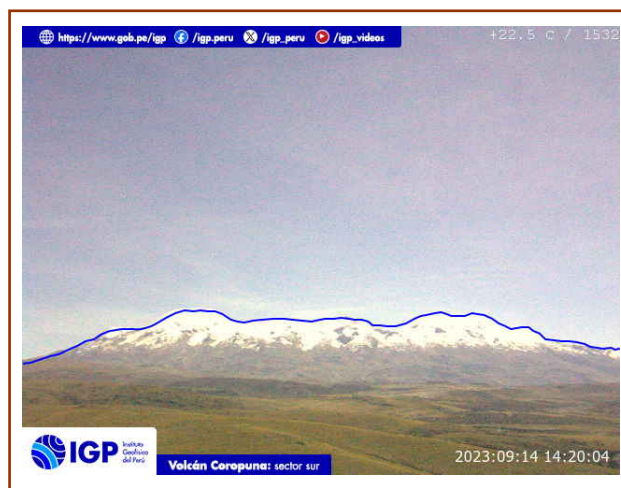 https://www.gob.pe/igp /igp.peru /igp_peru /igp_videos
+22.5 C / 1532
IGP
Instituto
Geofísico
del Perú
Volcán Coropuna: sector sur
2023:09:14 14:20:04